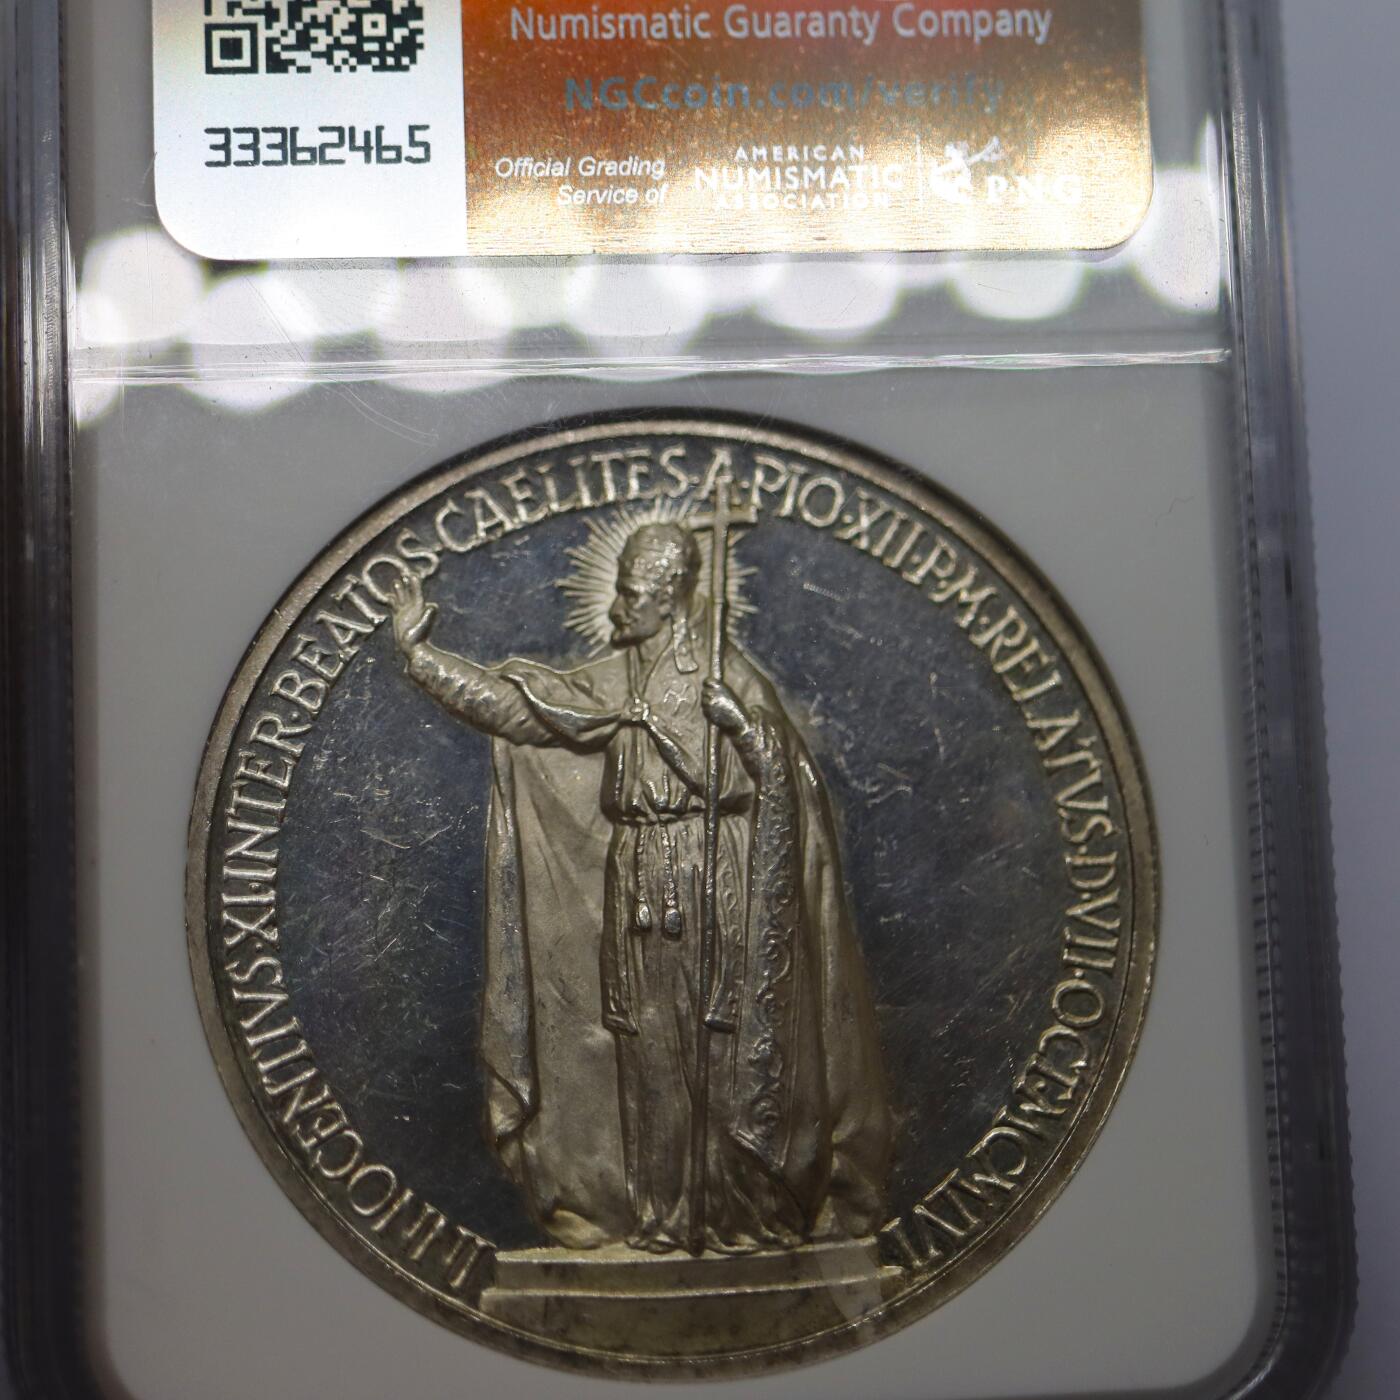 Numismatic Guaranty Company
NGCcoin.com/verify
33362465
Official Grading
Service of
AMERICAN
NUMISMATIC
ASSOCIATION
PNG
INNOCENTIVS·XI·INTER·BEATOS·CAELITES·A·PIO·XII·P·M·RELATVS·D·VII·OCT·MCMLVI